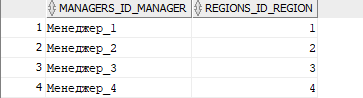 MANAGERS_ID_MANAGER REGIONS_ID_REGION
1 Менеджер_1 1
2 Менеджер_2 2
3 Менеджер_3 3
4 Менеджер_4 4